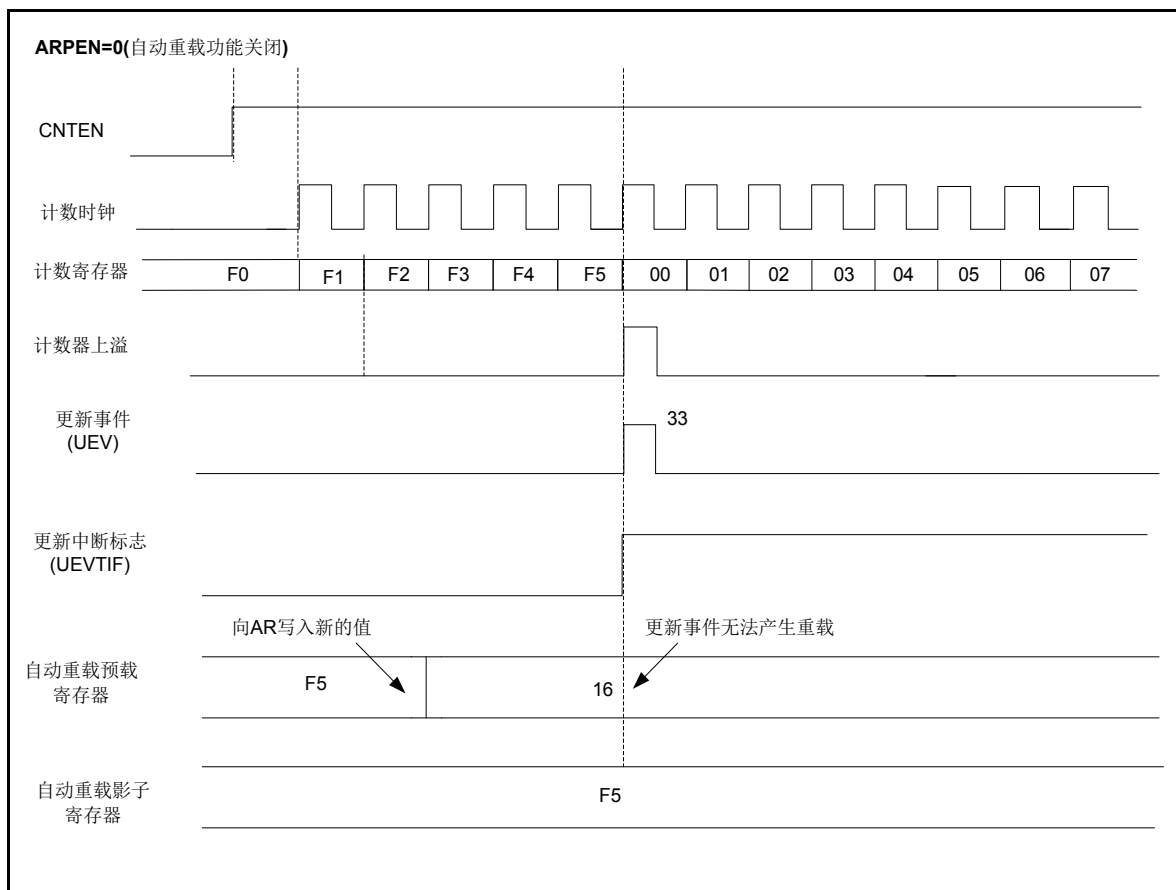 ARPEN=0(自动重载功能关闭)
CNTEN
计数时钟
计数寄存器
F0 F1 F2 F3 F4 F5 00 01 02 03 04 05 06 07
计数器上溢
更新事件
(UEV)
33
更新中断标志
(UEVTIF)
向AR写入新的值
更新事件无法产生重载
自动重载预载
寄存器
F5
16
自动重载影子
寄存器
F5